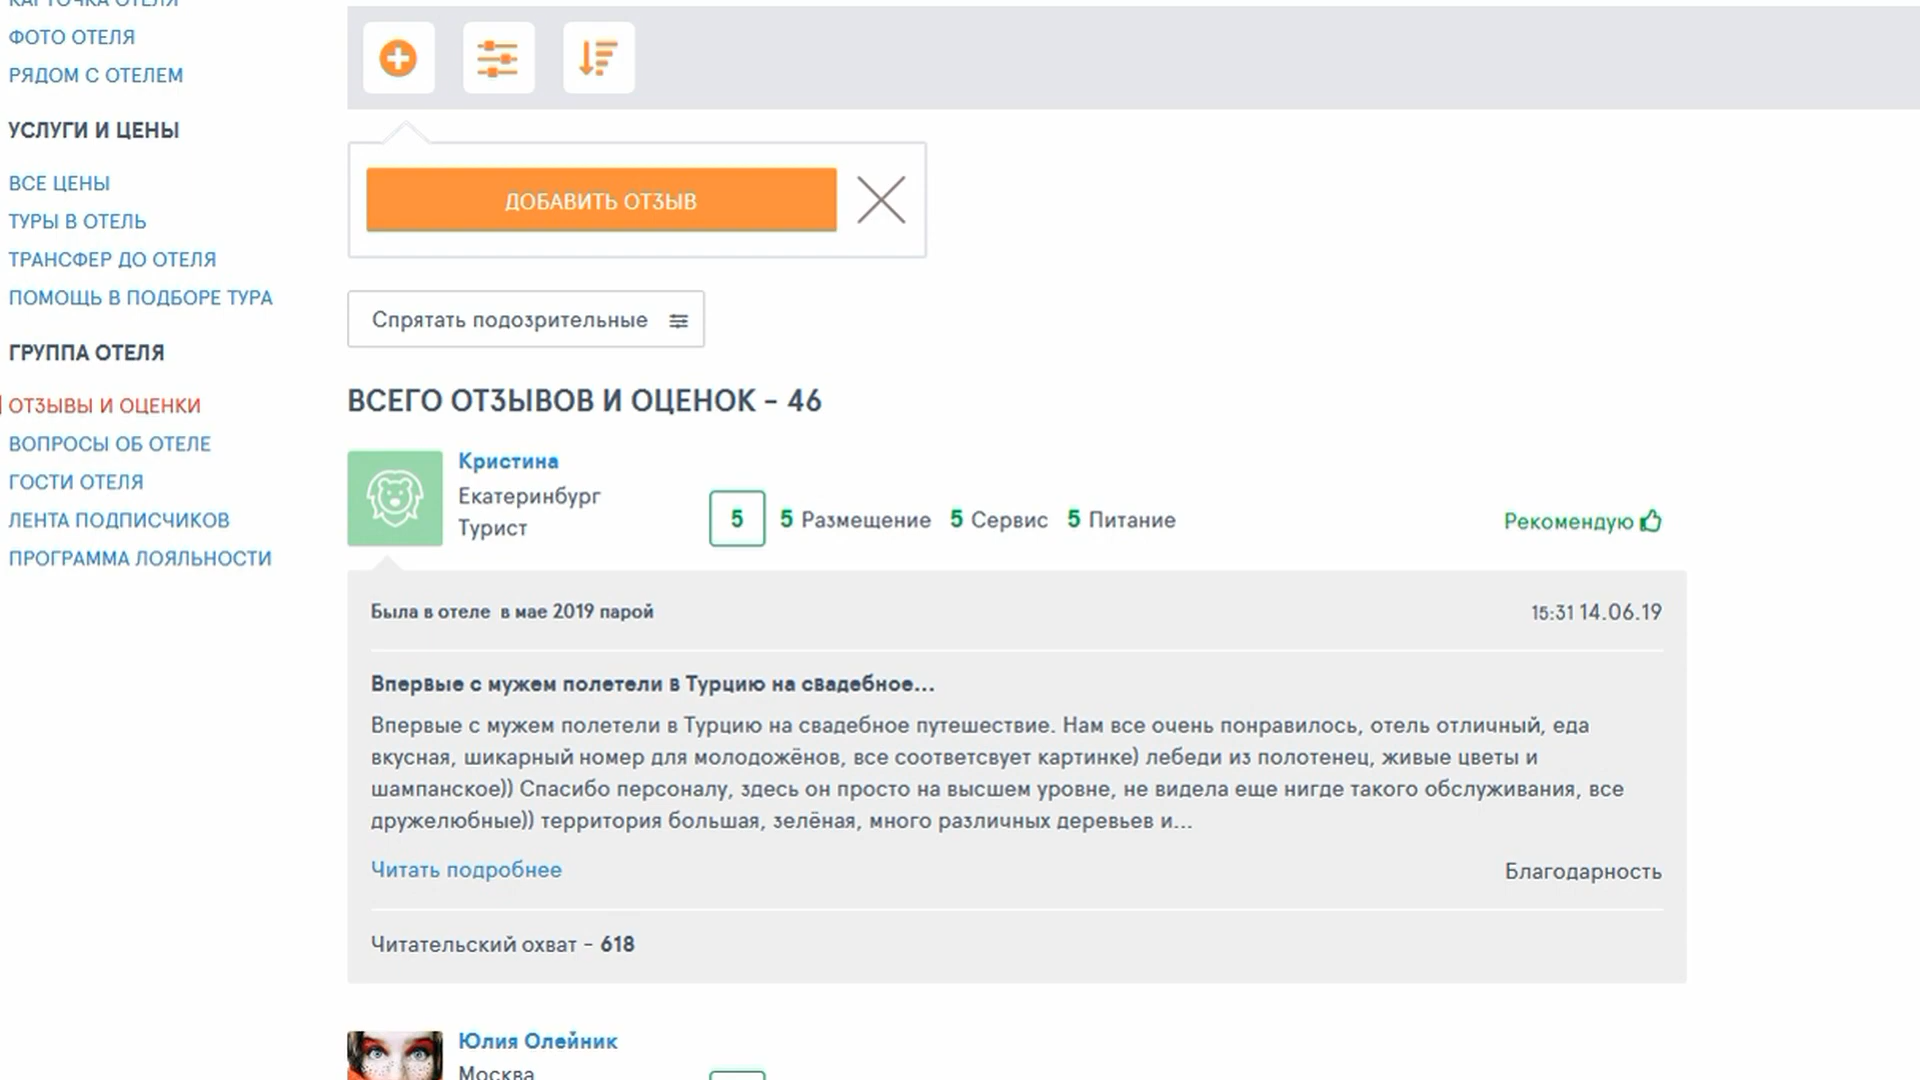 КАРТОЧКА ОТЕЛЯ
ФОТО ОТЕЛЯ
РЯДОМ С ОТЕЛЕМ
УСЛУГИ И ЦЕНЫ
ВСЕ ЦЕНЫ
ТУРЫ В ОТЕЛЬ
ТРАНСФЕР ДО ОТЕЛЯ
ПОМОЩЬ В ПОДБОРЕ ТУРА
ГРУППА ОТЕЛЯ
ОТЗЫВЫ И ОЦЕНКИ
ВОПРОСЫ ОБ ОТЕЛЕ
ГОСТИ ОТЕЛЯ
ЛЕНТА ПОДПИСЧИКОВ
ПРОГРАММА ЛОЯЛЬНОСТИ
ДОБАВИТЬ ОТЗЫВ
Спрятать подозрительные
ВСЕГО ОТЗЫВОВ И ОЦЕНОК - 46
Кристина
Екатеринбург
Турист
5 5 Размещение 5 Сервис 5 Питание
Рекомендую
Была в отеле в мае 2019 парой
15:31 14.06.19
Впервые с мужем полетели в Турцию на свадебное...
Впервые с мужем полетели в Турцию на свадебное путешествие. Нам все очень понравилось, отель отличный, еда
вкусная, шикарный номер для молодожёнов, все соответсвует картинке) лебеди из полотенец, живые цветы и
шампанское)) Спасибо персоналу, здесь он просто на высшем уровне, не видела еще нигде такого обслуживания, все
дружелюбные)) территория большая, зелёная, много различных деревьев и...
Читать подробнее
Благодарность
Читательский охват - 618
Юлия Олейник
Москва